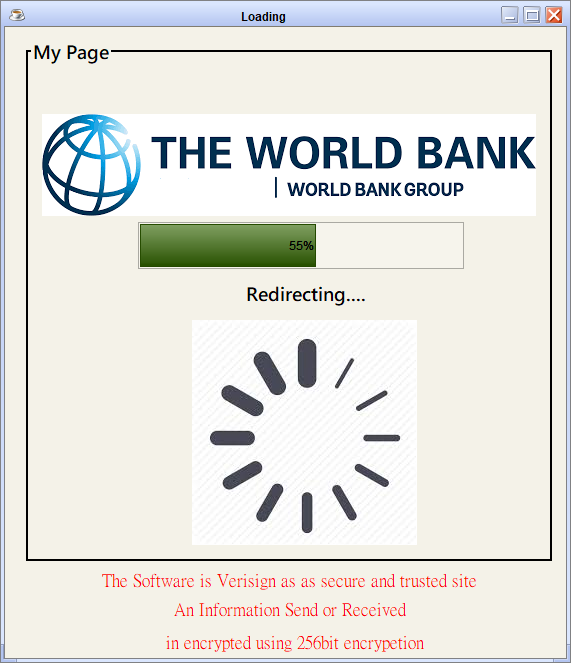 Loading
My Page
THE WORLD BANK
WORLD BANK GROUP
55%
Redirecting....
The Software is Verisign as as secure and trusted site
An Information Send or Received
in encrypted using 256bit encrypetion